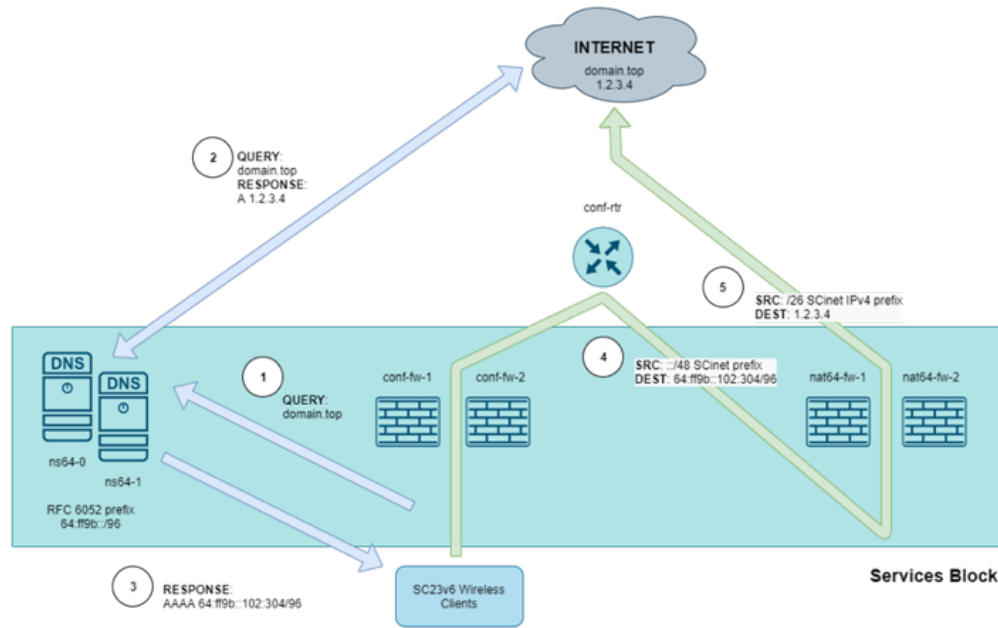 INTERNET
domain.top
1.2.3.4
2
QUERY:
domain.top
RESPONSE:
A 1.2.3.4
conf-rtr
5
SRC: /26 SCinet IPv4 prefix
DEST: 1.2.3.4
DNS
DNS
ns64-0
ns64-1
RFC 6052 prefix
64:ff9b::/96
1
QUERY:
domain.top
conf-fw-1
conf-fw-2
4
SRC: ::/48 SCinet prefix
DEST: 64:ff9b::102:304/96
nat64-fw-1
nat64-fw-2
3
RESPONSE:
AAAA 64:ff9b::102:304/96
SC23v6 Wireless
Clients
Services Block